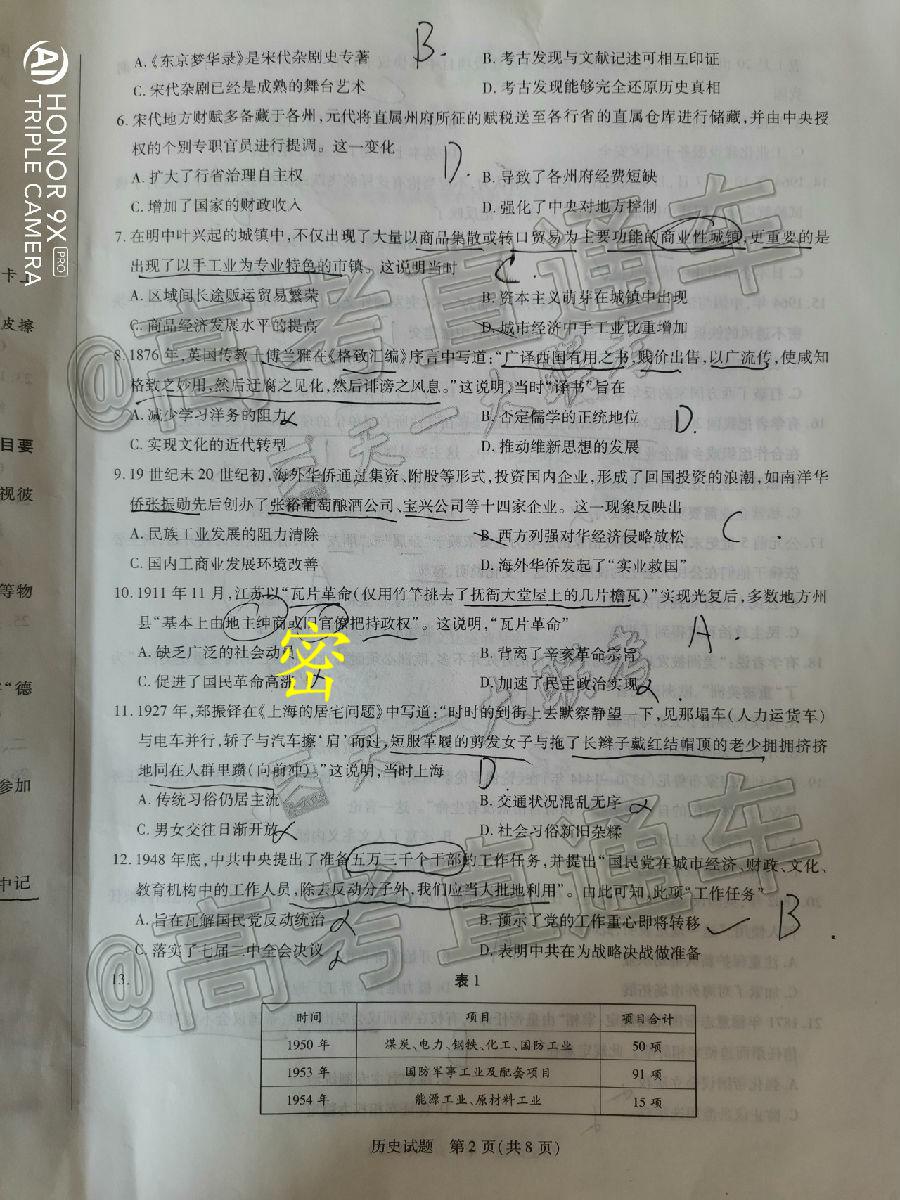 AI HONOR 9X PRO
TRIPLE CAMERA
B.
A.《东京梦华录》是宋代杂剧史专著 B.考古发现与文献记述可相互印证
C.宋代杂剧已经是成熟的舞台艺术 D.考古发现能够完全还原历史真相
6.宋代地方财赋多条藏于各州,元代将直属州府所征的赋税送至各行省的直属仓库进行储藏,并由中央授
权的个别专职官员进行提调。这一变化
D.
A.扩大了行省治理自主权 B.导致了各州府经费短缺
C.增加了国家的财政收入 D.强化了中央对地方控制
7.在明中叶兴起的城镇中,不仅出现了大量以商品集散或转口贸易为主要功能的商业性城镇,更重要的是
出现了以手工业为专业特色的市镇。这说明当时
C.
A.区域间长途贩运贸易繁荣 B.资本主义萌芽在城镇中出现
C.商品经济发展水平的提高 D.城市经济中手工业比重增加
8.1876年,英国传教士傅兰雅在《格致汇编》序言中写道:“广译西国有用之书,贱价出售,以广流传,使咸知
格致之妙用,然后迂腐之见化,然后诽谤之风息。”这说明,当时“译书”旨在
A.减少学习洋务的阻力 B.否定儒学的正统地位
D.
C.实现文化的近代转型 D.推动维新思想的发展
9.19世纪末20世纪初,海外华侨通过集资、附股等形式,投资国内企业,形成了回国投资的浪潮,如南洋华
侨张振勋先后创办了张裕葡萄酿酒公司、宝兴公司等十四家企业。这一现象反映出
A.民族工业发展的阻力清除 B.西方列强对华经济侵略放松
C.
C.国内工商业发展环境改善 D.海外华侨发起了“实业救国”
10.1911年11月,江苏以“瓦片革命(仅用竹竿挑去了抚衙大堂屋上的几片檐瓦)”实现光复后,多数地方州
县“基本上由地主绅商或旧官僚把持政权”。这说明,“瓦片革命”
A.
A.缺乏广泛的社会动员 B.背离了辛亥革命宗旨
C.促进了国民革命高涨 D.加速了民主政治实现
密
11.1927年,郑振铎在《上海的居宅问题》中写道:“时时的到街上去默察静望一下,见那塌车(人力运货车)
与电车并行,轿子与汽车擦‘肩’而过,短服革履的剪发女子与拖了长辫子戴红结帽顶的老少拥拥挤挤
地同在人群里躜(向前冲)。”这说明,当时上海
D
A.传统习俗仍居主流 B.交通状况混乱无序
C.男女交往日渐开放 D.社会习俗新旧杂糅
12.1948年底,中共中央提出了准备五万三千个干部的工作任务,并提出“国民党在城市经济、财政、文化、
教育机构中的工作人员,除去反动分子外,我们应当大批地利用”。由此可知,此项“工作任务”
A.旨在瓦解国民党反动统治 B.预示了党的工作重心即将转移
B
C.落实了七届二中全会决议 D.表明中共在为战略决战做准备
13. 表1
时间 项目 项目合计
1950年 煤炭、电力、钢铁、化工、国防工业 50项
1953年 国防军事工业及配套项目 91项
1954年 能源工业、原材料工业 15项
历史试题 第2页(共8页)
@高考直通车
天一大联考
@高考直通车
卡上
皮擦
目要
视彼
等物
“德
参加
中记